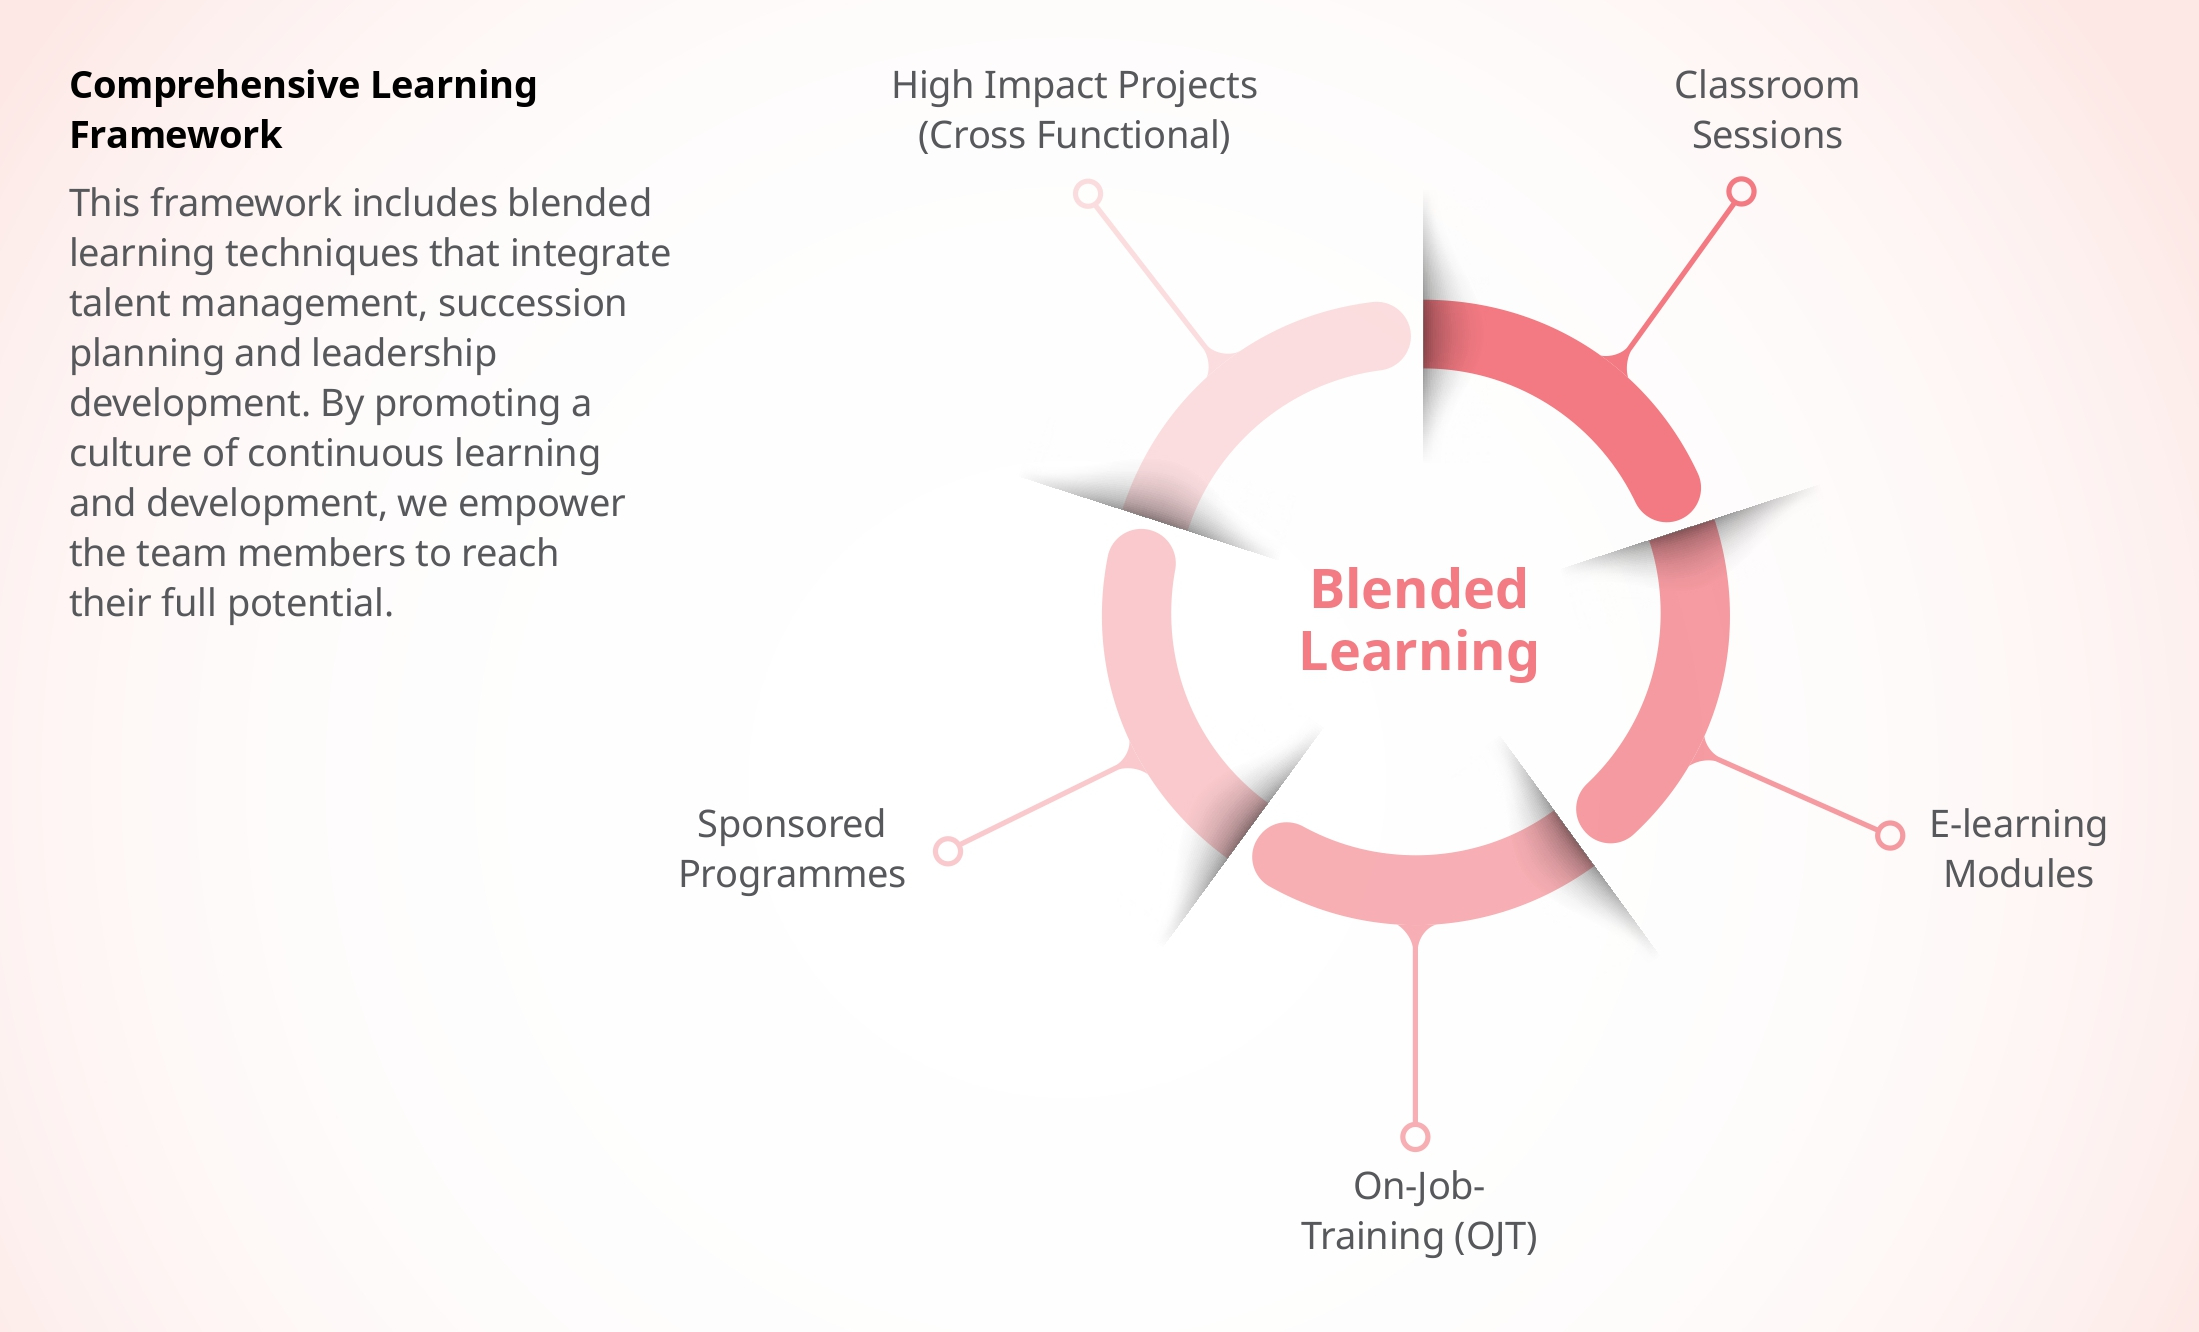 Comprehensive Learning
Framework
This framework includes blended
learning techniques that integrate
talent management, succession
planning and leadership
development. By promoting a
culture of continuous learning
and development, we empower
the team members to reach
their full potential.
High Impact Projects
(Cross Functional)
Classroom
Sessions
Blended
Learning
Sponsored
Programmes
E-learning
Modules
On-Job-
Training (OJT)